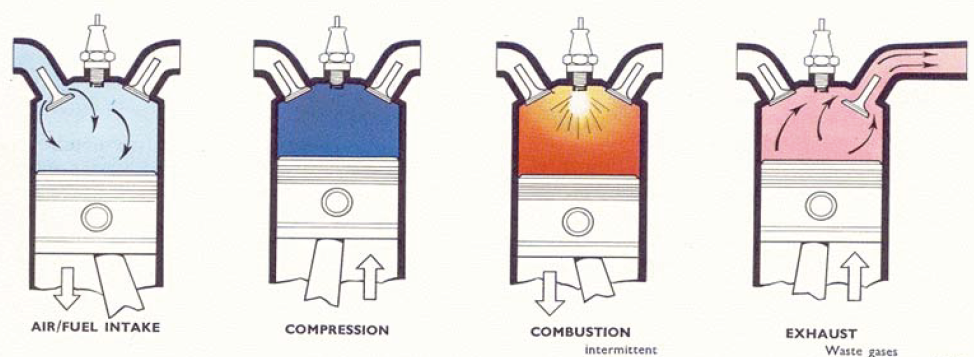 AIR/FUEL INTAKE
COMPRESSION
COMBUSTION
intermittent
EXHAUST
Waste gases